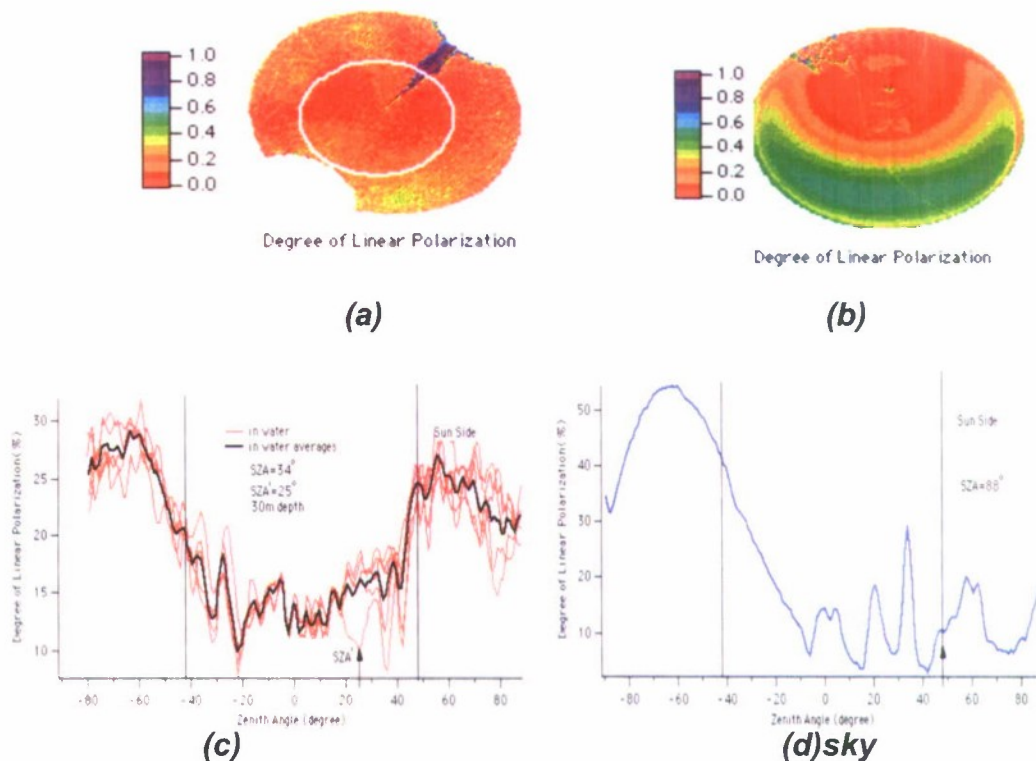 1.0
0.8
0.6
0.4
0.2
0.0
Degree of Linear Polarization
(a)
1.0
0.8
0.6
0.4
0.2
0.0
Degree of Linear Polarization
(b)
Degree of Linear Polarization(%)
30
25
20
15
10
in water
in water averages
SZA=34°
SZA'=25°
30m depth
Sun Side
SZA'
-80 -60 -40 -20 0 20 40 60 80
Zenith Angle (degree)
(c)
Degree of Linear Polarization (%)
50
40
30
20
10
Sun Side
SZA=88°
-80 -60 -40 -20 0 20 40 60 80
Zenith Angle (degree)
(d)sky